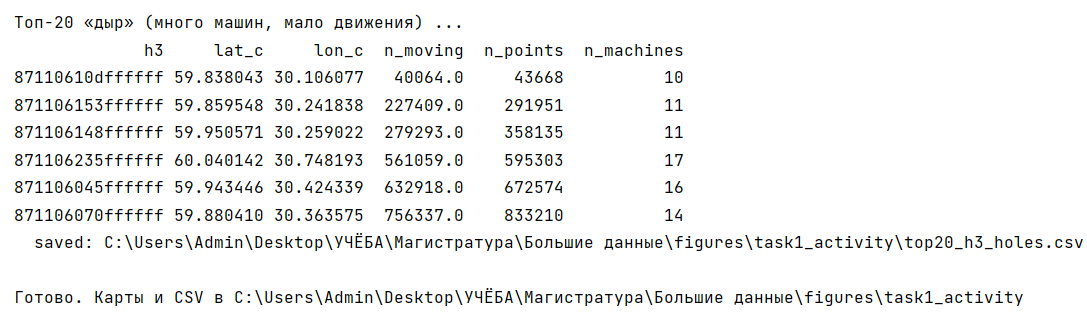 Топ-20 «дыр» (много машин, мало движения) ...
h3 lat_c lon_c n_moving n_points n_machines
87110610dffffff 59.838043 30.106077 40064.0 43668 10
871106153ffffff 59.859548 30.241838 227409.0 291951 11
871106148ffffff 59.950571 30.259022 279293.0 358135 11
871106235ffffff 60.040142 30.748193 561059.0 595303 17
871106045ffffff 59.943446 30.424339 632918.0 672574 16
871106070ffffff 59.880410 30.363575 756337.0 833210 14
saved: C:\Users\Admin\Desktop\УЧЁБА\Магистратура\Большие данные\figures\task1_activity\top20_h3_holes.csv
Готово. Карты и CSV в C:\Users\Admin\Desktop\УЧЁБА\Магистратура\Большие данные\figures\task1_activity